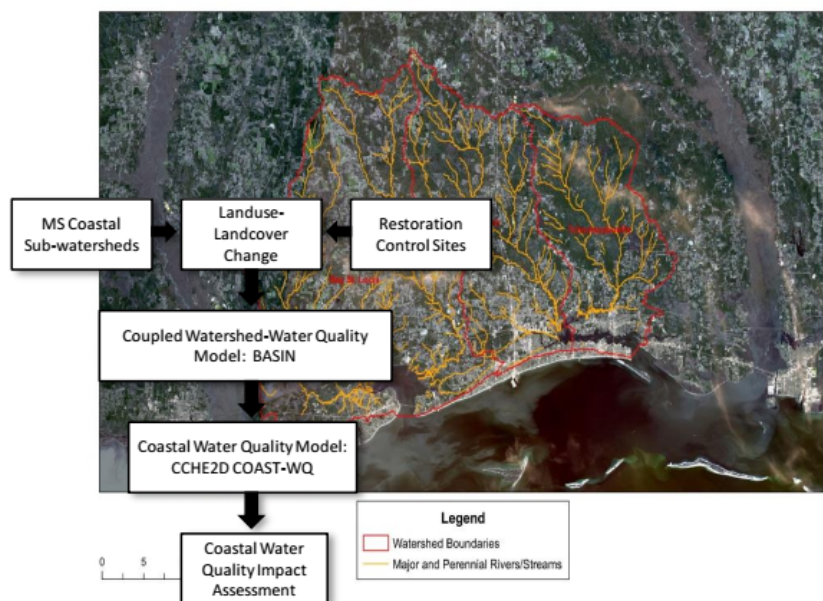 MS Coastal
Sub-watersheds
Landuse-
Landcover
Change
Restoration
Control Sites
Coupled Watershed-Water Quality
Model: BASIN
Coastal Water Quality Model:
CCHE2D COAST-WQ
Coastal Water
Quality Impact
Assessment
0 5
Legend
Watershed Boundaries
Major and Perennial Rivers/Streams